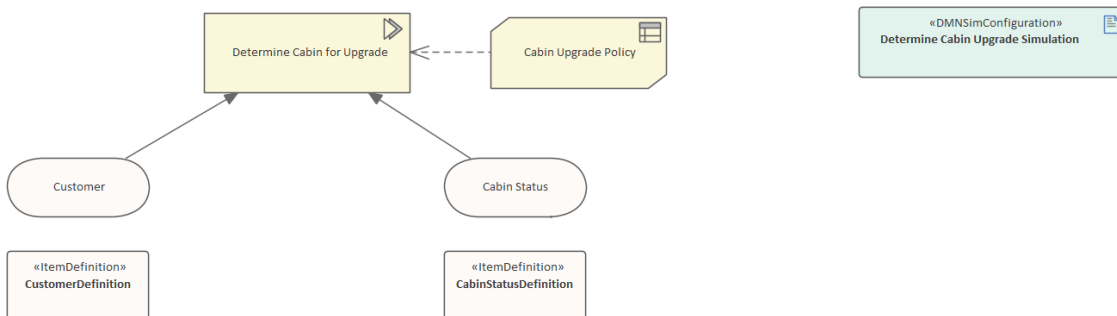 Determine Cabin for Upgrade
Cabin Upgrade Policy
«DMNSimConfiguration»
Determine Cabin Upgrade Simulation
Customer
Cabin Status
«ItemDefinition»
CustomerDefinition
«ItemDefinition»
CabinStatusDefinition